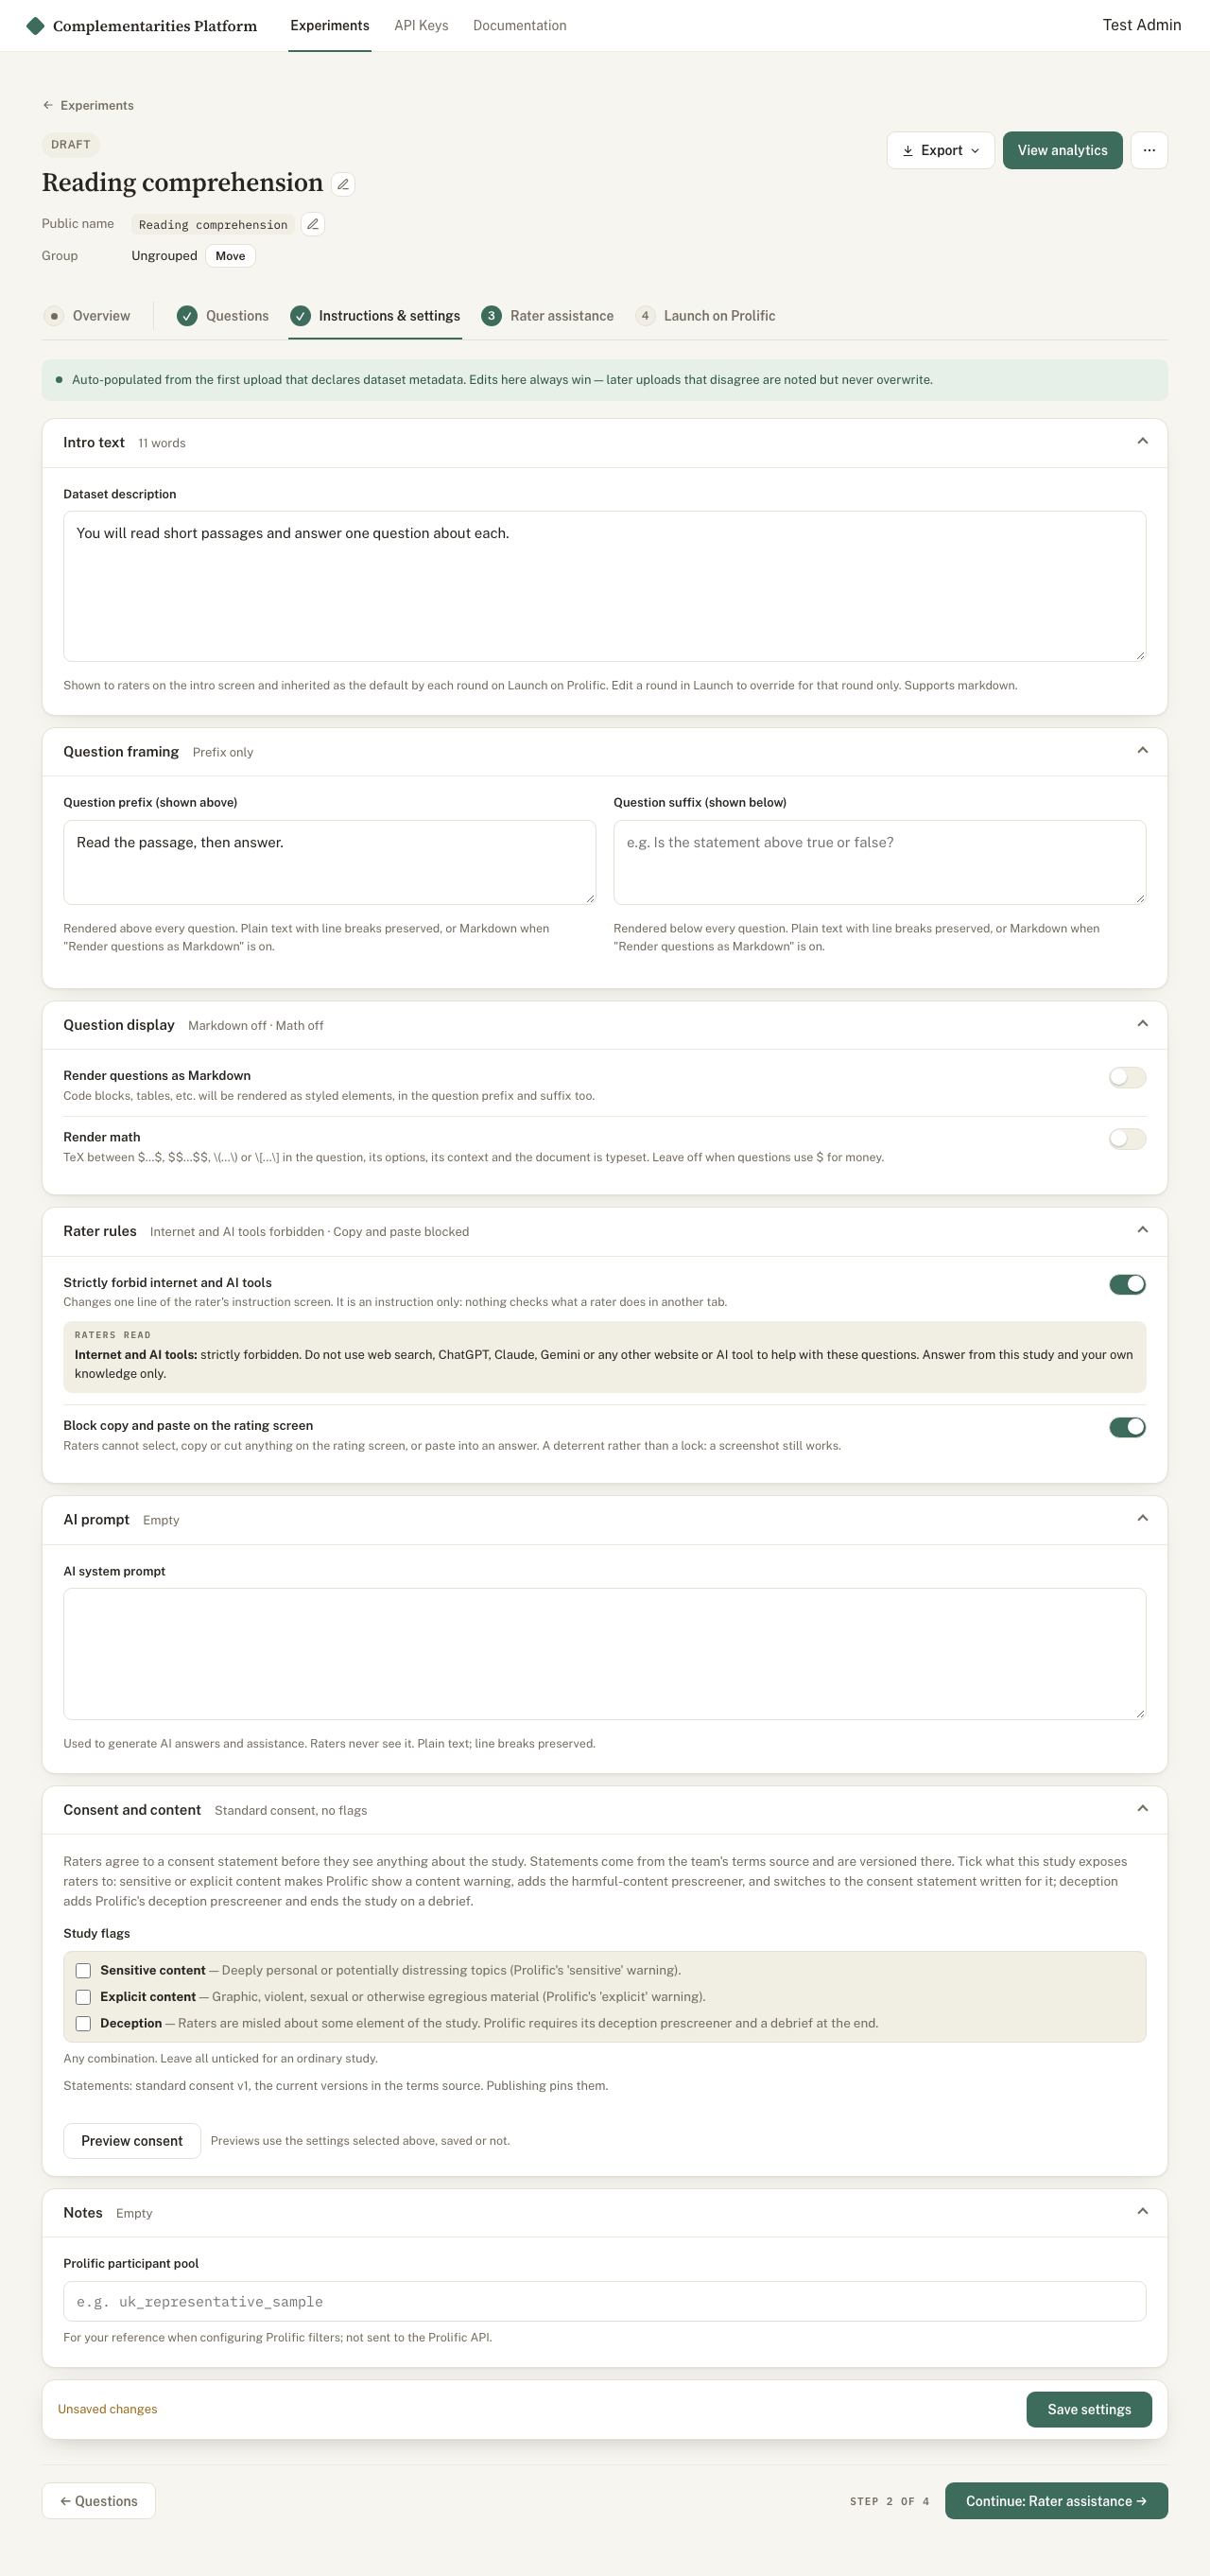 Complementarities Platform
Experiments
API Keys
Documentation
Test Admin
← Experiments
DRAFT
Export
View analytics
···
Reading comprehension
Public name
Reading comprehension
Group
Ungrouped
Move
Overview
Questions
Instructions & settings
3
Rater assistance
4
Launch on Prolific
Auto-populated from the first upload that declares dataset metadata. Edits here always win — later uploads that disagree are noted but never overwrite.
Intro text
11 words
Dataset description
You will read short passages and answer one question about each.
Shown to raters on the intro screen and inherited as the default by each round on Launch on Prolific. Edit a round in Launch to override for that round only. Supports markdown.
Question framing
Prefix only
Question prefix (shown above)
Read the passage, then answer.
Rendered above every question. Plain text with line breaks preserved, or Markdown when
"Render questions as Markdown" is on.
Question suffix (shown below)
e.g. Is the statement above true or false?
Rendered below every question. Plain text with line breaks preserved, or Markdown when
"Render questions as Markdown" is on.
Question display
Markdown off · Math off
Render questions as Markdown
Code blocks, tables, etc. will be rendered as styled elements, in the question prefix and suffix too.
Render math
TeX between $...$, $$...$$, \(...\) or \[...\] in the question, its options, its context and the document is typeset. Leave off when questions use $ for money.
Rater rules
Internet and AI tools forbidden · Copy and paste blocked
Strictly forbid internet and AI tools
Changes one line of the rater's instruction screen. It is an instruction only: nothing checks what a rater does in another tab.
RATERS READ
Internet and AI tools: strictly forbidden. Do not use web search, ChatGPT, Claude, Gemini or any other website or AI tool to help with these questions. Answer from this study and your own
knowledge only.
Block copy and paste on the rating screen
Raters cannot select, copy or cut anything on the rating screen, or paste into an answer. A deterrent rather than a lock: a screenshot still works.
AI prompt
Empty
AI system prompt
Used to generate AI answers and assistance. Raters never see it. Plain text; line breaks preserved.
Consent and content
Standard consent, no flags
Raters agree to a consent statement before they see anything about the study. Statements come from the team's terms source and are versioned there. Tick what this study exposes
raters to: sensitive or explicit content makes Prolific show a content warning, adds the harmful-content prescreener, and switches to the consent statement written for it; deception
adds Prolific's deception prescreener and ends the study on a debrief.
Study flags
Sensitive content — Deeply personal or potentially distressing topics (Prolific's 'sensitive' warning).
Explicit content — Graphic, violent, sexual or otherwise egregious material (Prolific's 'explicit' warning).
Deception — Raters are misled about some element of the study. Prolific requires its deception prescreener and a debrief at the end.
Any combination. Leave all unticked for an ordinary study.
Statements: standard consent v1, the current versions in the terms source. Publishing pins them.
Preview consent
Previews use the settings selected above, saved or not.
Notes
Empty
Prolific participant pool
e.g. uk_representative_sample
For your reference when configuring Prolific filters; not sent to the Prolific API.
Unsaved changes
Save settings
← Questions
STEP 2 OF 4
Continue: Rater assistance →